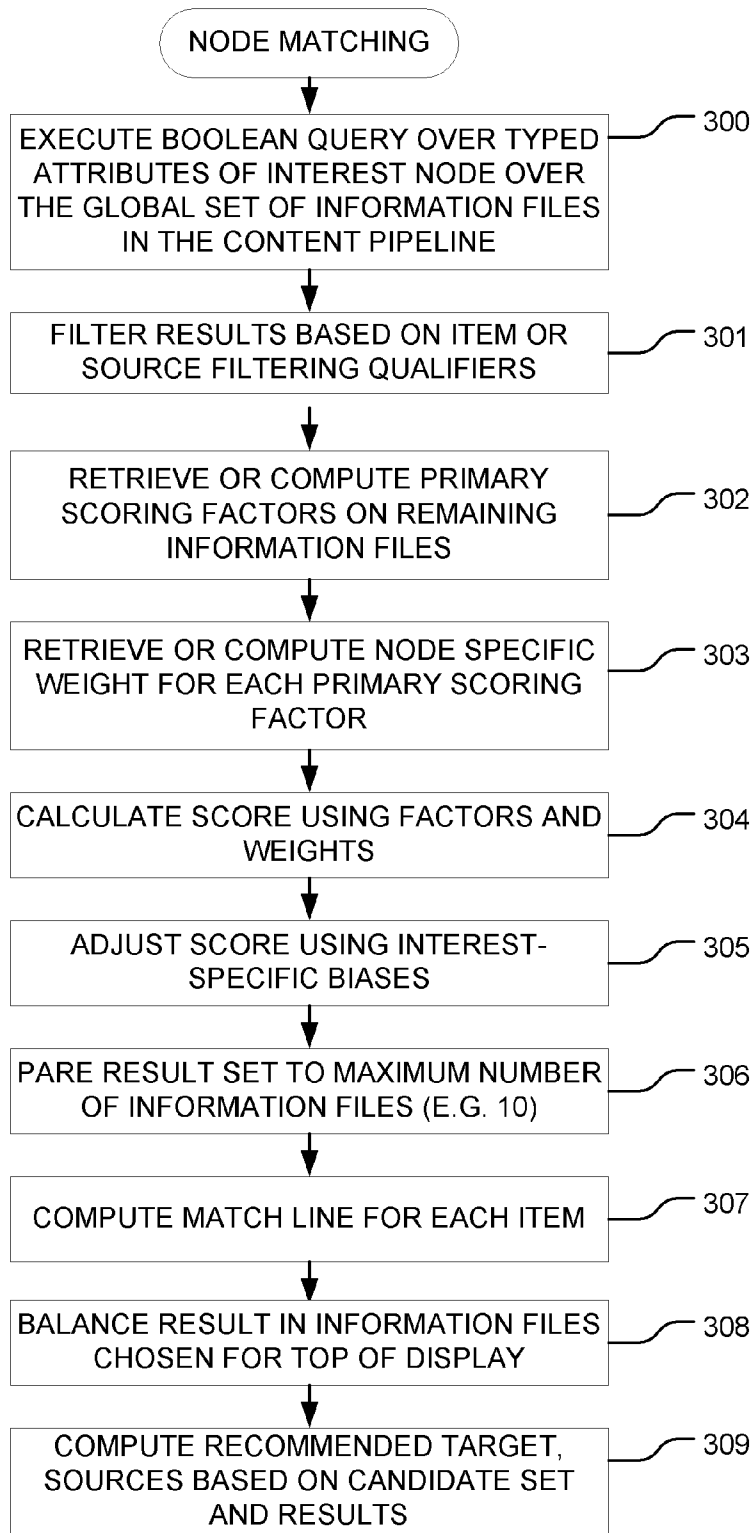 NODE MATCHING
EXECUTE BOOLEAN QUERY OVER TYPED
ATTRIBUTES OF INTEREST NODE OVER
THE GLOBAL SET OF INFORMATION FILES
IN THE CONTENT PIPELINE
300
FILTER RESULTS BASED ON ITEM OR
SOURCE FILTERING QUALIFIERS
301
RETRIEVE OR COMPUTE PRIMARY
SCORING FACTORS ON REMAINING
INFORMATION FILES
302
RETRIEVE OR COMPUTE NODE SPECIFIC
WEIGHT FOR EACH PRIMARY SCORING
FACTOR
303
CALCULATE SCORE USING FACTORS AND
WEIGHTS
304
ADJUST SCORE USING INTEREST-
SPECIFIC BIASES
305
PARE RESULT SET TO MAXIMUM NUMBER
OF INFORMATION FILES (E.G. 10)
306
COMPUTE MATCH LINE FOR EACH ITEM
307
BALANCE RESULT IN INFORMATION FILES
CHOSEN FOR TOP OF DISPLAY
308
COMPUTE RECOMMENDED TARGET,
SOURCES BASED ON CANDIDATE SET
AND RESULTS
309